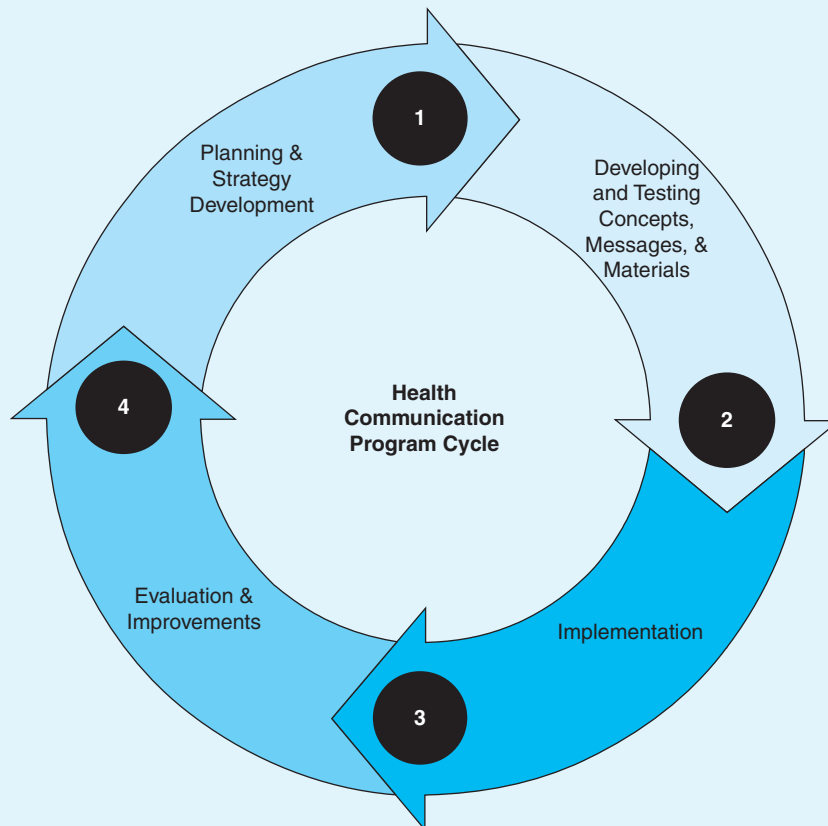 1
Planning &
Strategy
Development
Developing
and Testing
Concepts,
Messages, &
Materials
Health
Communication
Program Cycle
4
2
Evaluation &
Improvements
Implementation
3